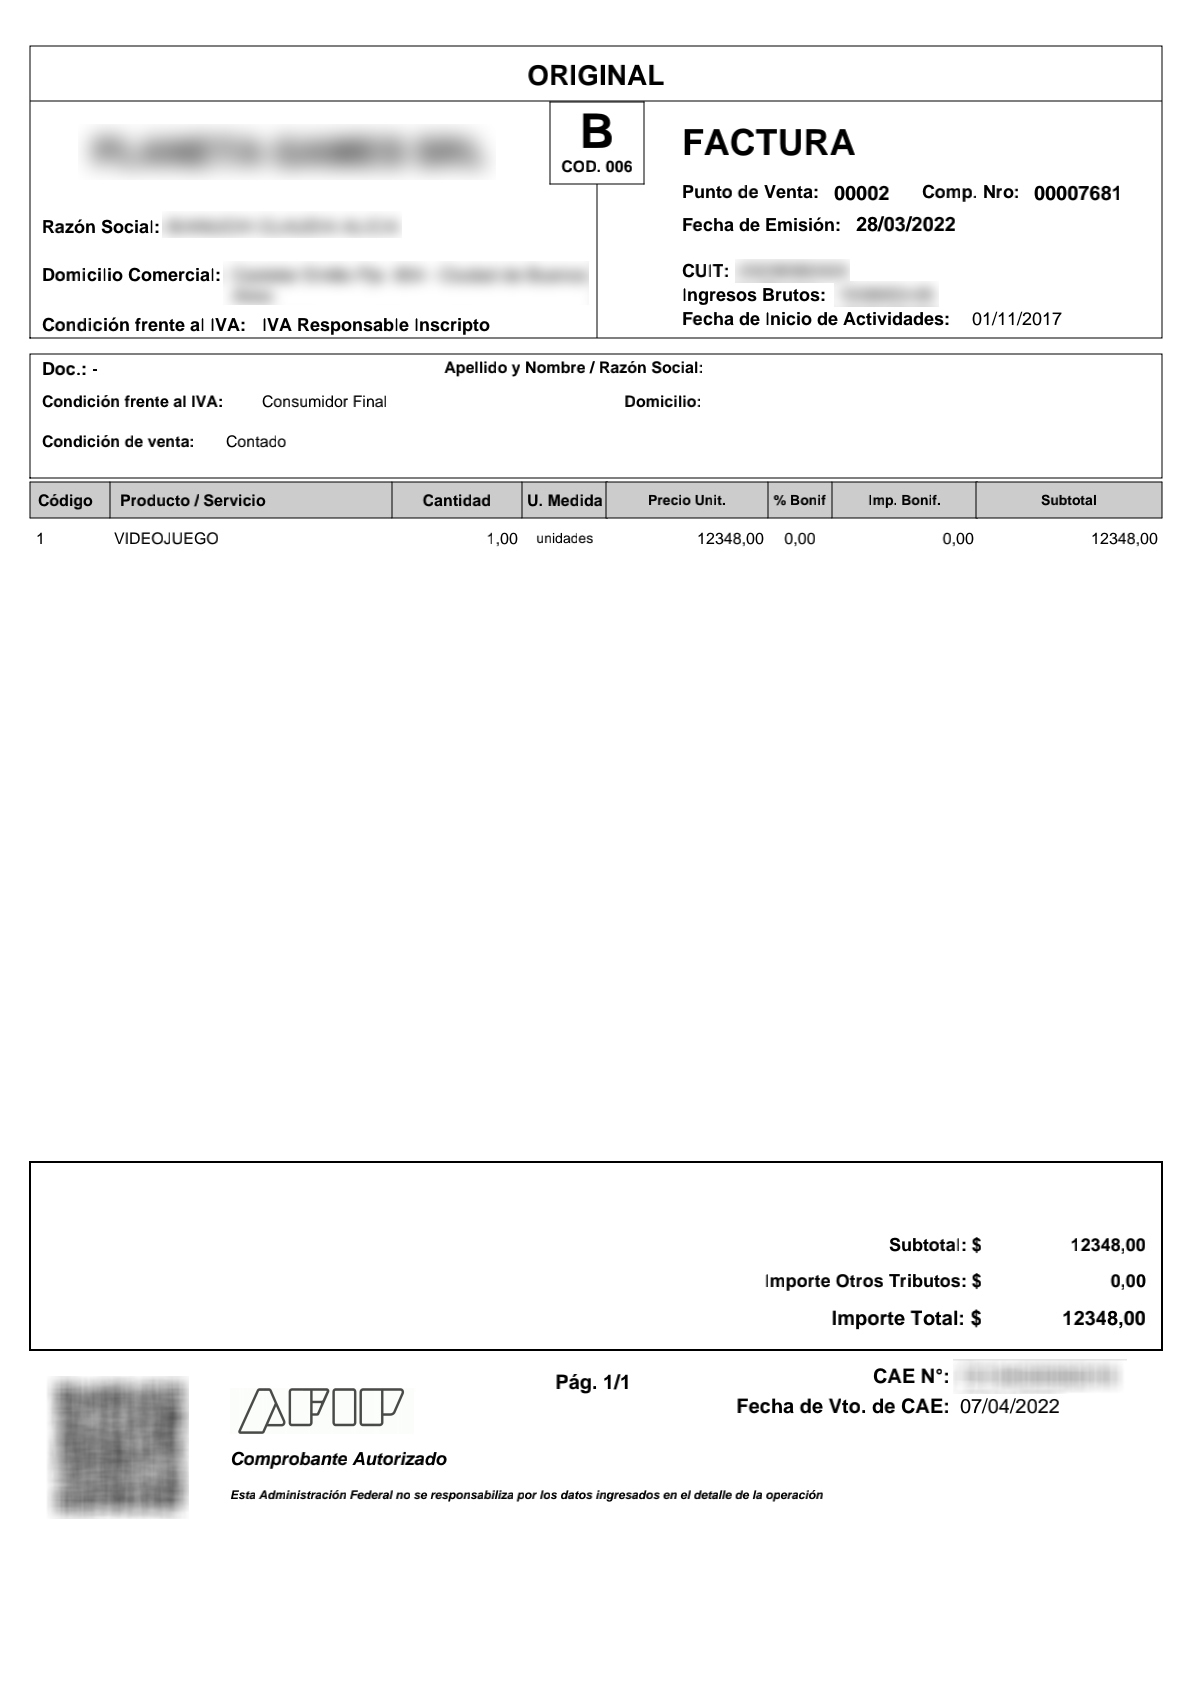 ORIGINAL
B
COD. 006
FACTURA
Punto de Venta: 00002 Comp. Nro: 00007681
Fecha de Emisión: 28/03/2022
Razón Social:
Domicilio Comercial:
Condición frente al IVA: IVA Responsable Inscripto
CUIT:
Ingresos Brutos:
Fecha de Inicio de Actividades: 01/11/2017
Doc.: - Apellido y Nombre / Razón Social:
Condición frente al IVA: Consumidor Final Domicilio:
Condición de venta: Contado
Código Producto / Servicio Cantidad U. Medida Precio Unit. % Bonif Imp. Bonif. Subtotal
1 VIDEOJUEGO 1,00 unidades 12348,00 0,00 0,00 12348,00
Subtotal: $ 12348,00
Importe Otros Tributos: $ 0,00
Importe Total: $ 12348,00
AFIP
Pág. 1/1
CAE N°:
Fecha de Vto. de CAE: 07/04/2022
Comprobante Autorizado
Esta Administración Federal no se responsabiliza por los datos ingresados en el detalle de la operación